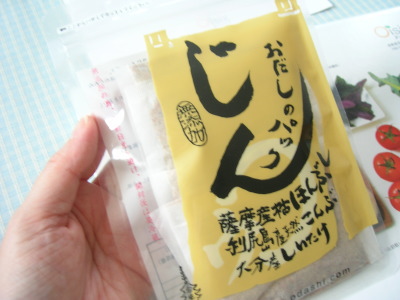 おだしのパック
じん
薩摩産枯ほんぶし
利尻島産天然こんぶ
大分産しいたけ
odashi.com